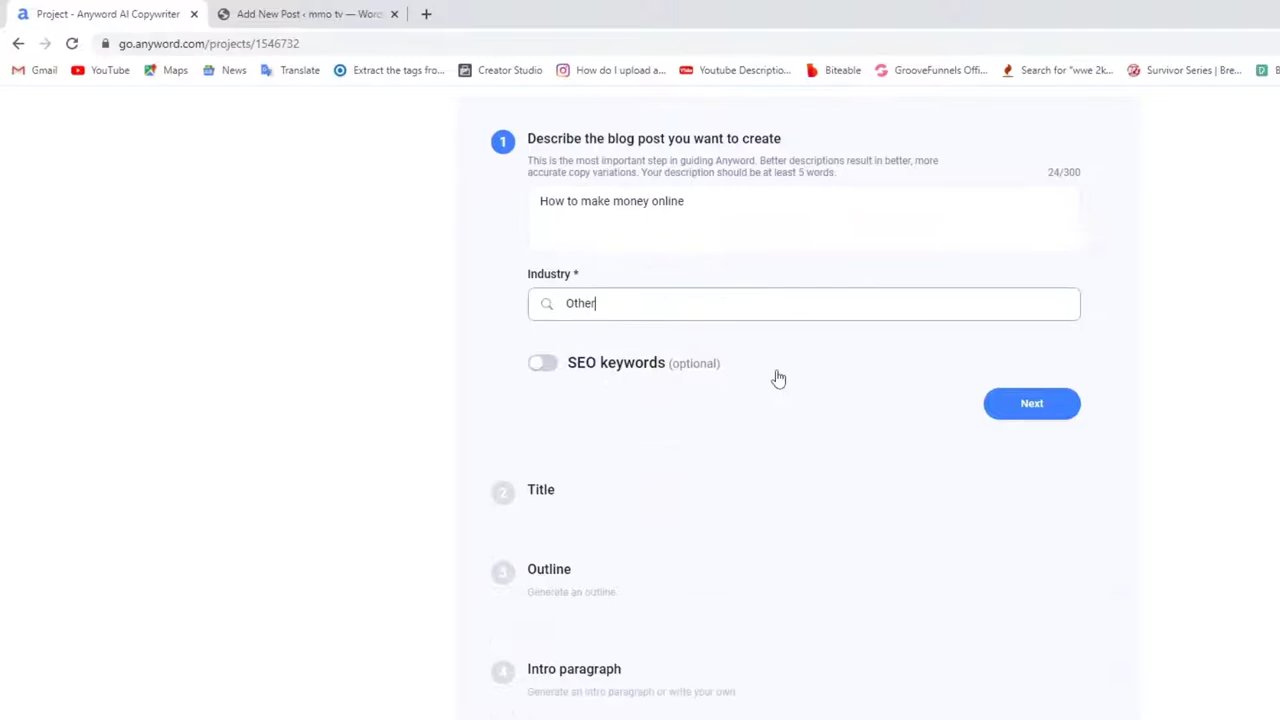 a Project - Anyword AI Copywriter
Add New Post ‹ mmo tv — Word
go.anyword.com/projects/1546732
Gmail YouTube Maps News Translate Extract the tags fro... Creator Studio How do I upload a... Youtube Descriptio... Biteable GrooveFunnels Offi... Search for "wwe 2k... Survivor Series | Bre... B
1 Describe the blog post you want to create
This is the most important step in guiding Anyword. Better descriptions result in better, more
accurate copy variations. Your description should be at least 5 words. 24/300
How to make money online
Industry *
Other
SEO keywords (optional)
Next
2 Title
3 Outline
Generate an outline.
4 Intro paragraph
Generate an intro paragraph or write your own